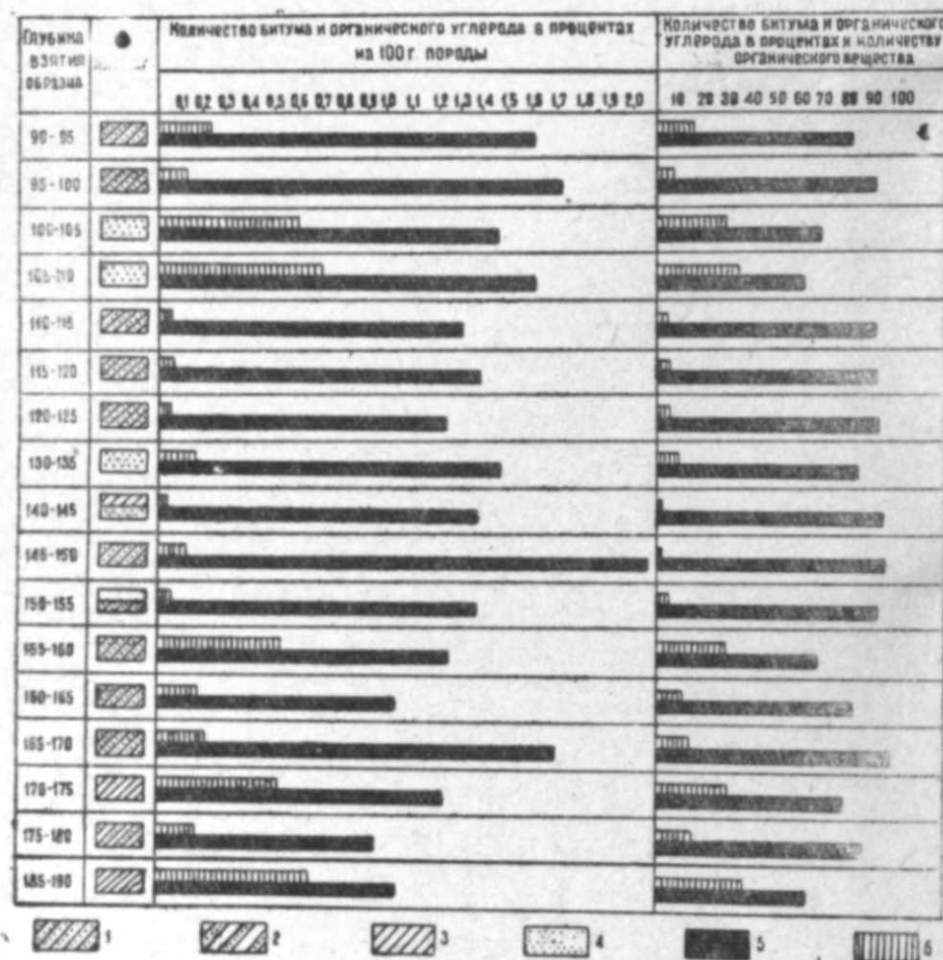 Глубина
взятия
образца
Количество битума и органического углерода в процентах
на 100 г. породы
0,1 0,2 0,3 0,4 0,5 0,6 0,7 0,8 0,9 1,0 1,1 1,2 1,3 1,4 1,5 1,6 1,7 1,8 1,9 2,0
Количество битума и органического
углерода в процентах к количеству
органического вещества
10 20 30 40 50 60 70 80 90 100
90-95
95-100
100-105
105-110
110-115
115-120
120-125
130-135
140-145
145-150
150-155
155-160
160-165
165-170
170-175
175-180
185-190
1 2 3 4 5 6